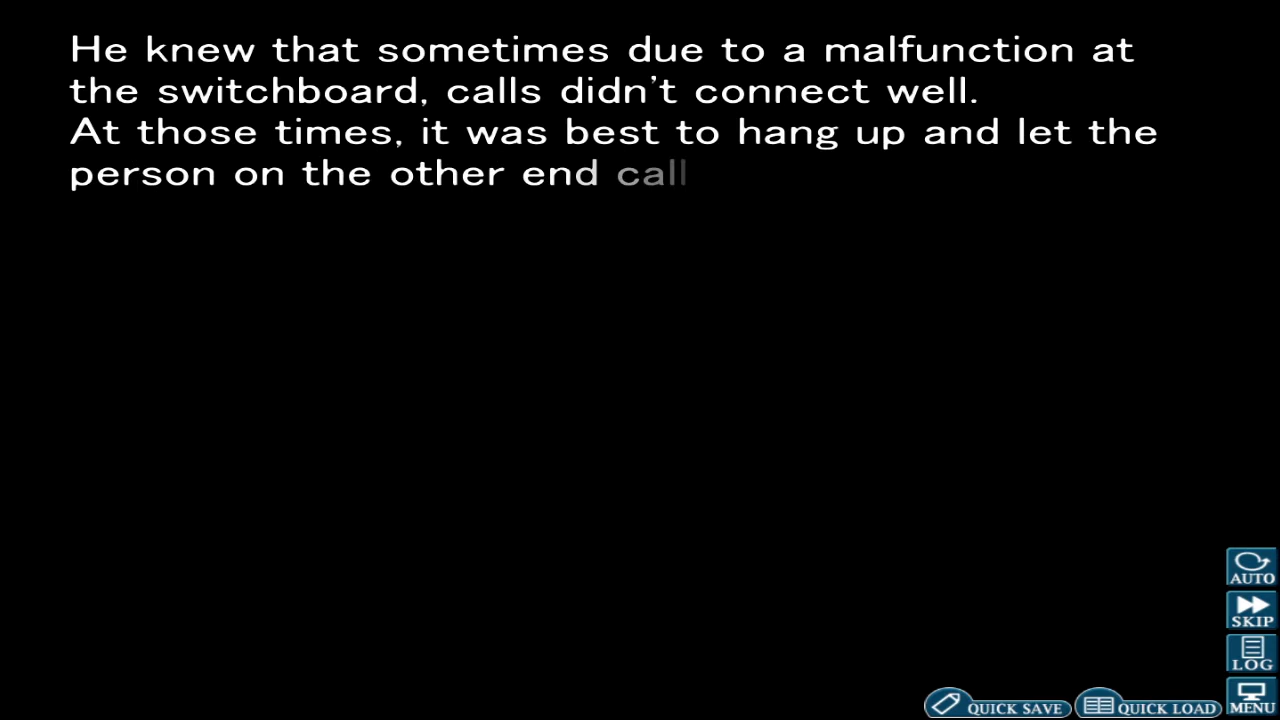 He knew that sometimes due to a malfunction at
the switchboard, calls didn't connect well.
At those times, it was best to hang up and let the
person on the other end call
AUTO
SKIP
LOG
QUICK SAVE
QUICK LOAD
MENU